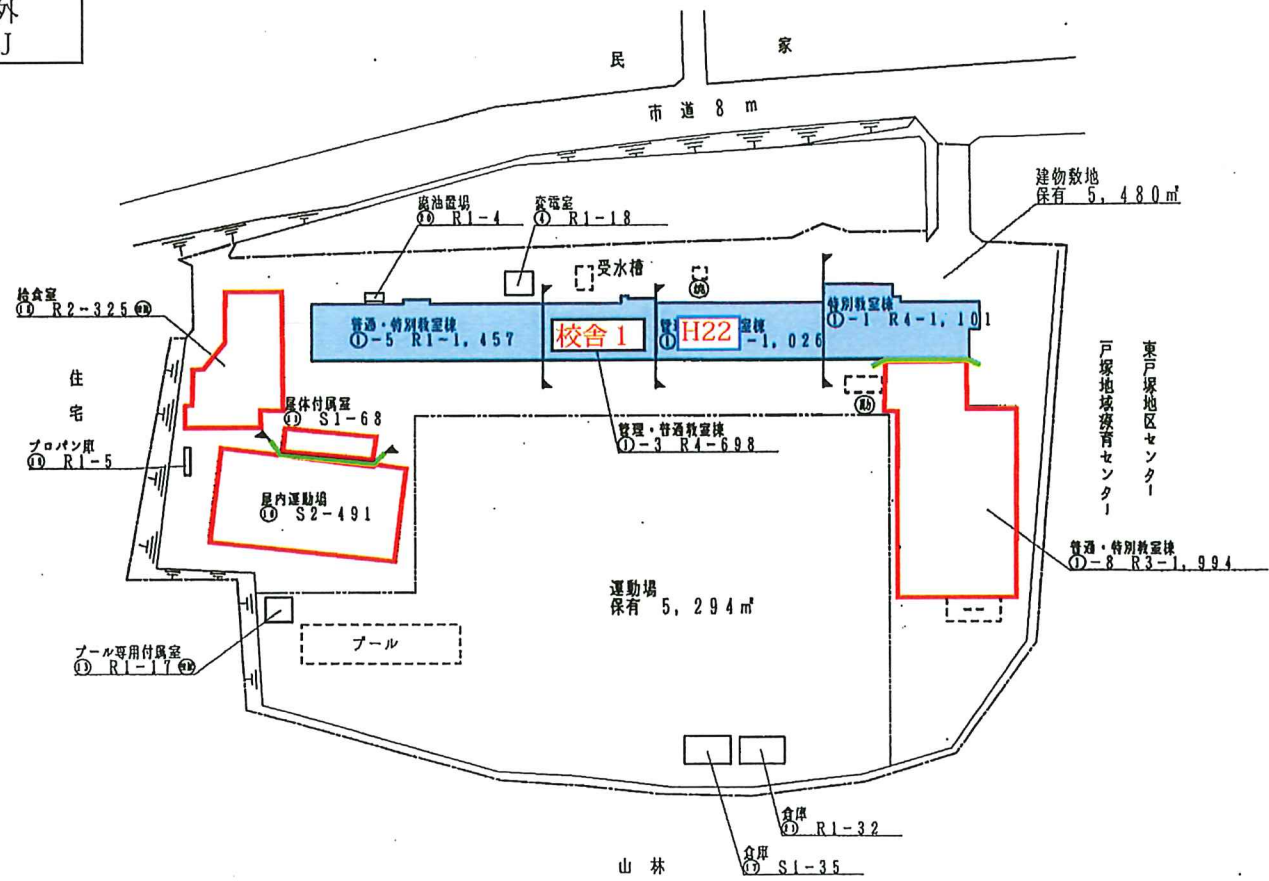 外
J
民家
市道 8 m
建物敷地
保有 5,480㎡
廃油置場
R1-4
変電室
④ R1-18
受水槽
給食室
R2-325
普通・特別教室棟
①-5 R1-1,457
校舎 1
H22
室棟
-1,026
特別教室棟
①-1 R4-1,101
住宅
屋体付属室
S1-68
プロパン庫
R1-5
屋内運動場
S2-491
管理・普通教室棟
①-3 R4-698
東戸塚地区センター
戸塚地域療育センター
普通・特別教室棟
①-8 R3-1,994
運動場
保有 5,294㎡
プール
プール専用付属室
R1-17
倉庫
R1-32
倉庫
⑰ S1-35
山林